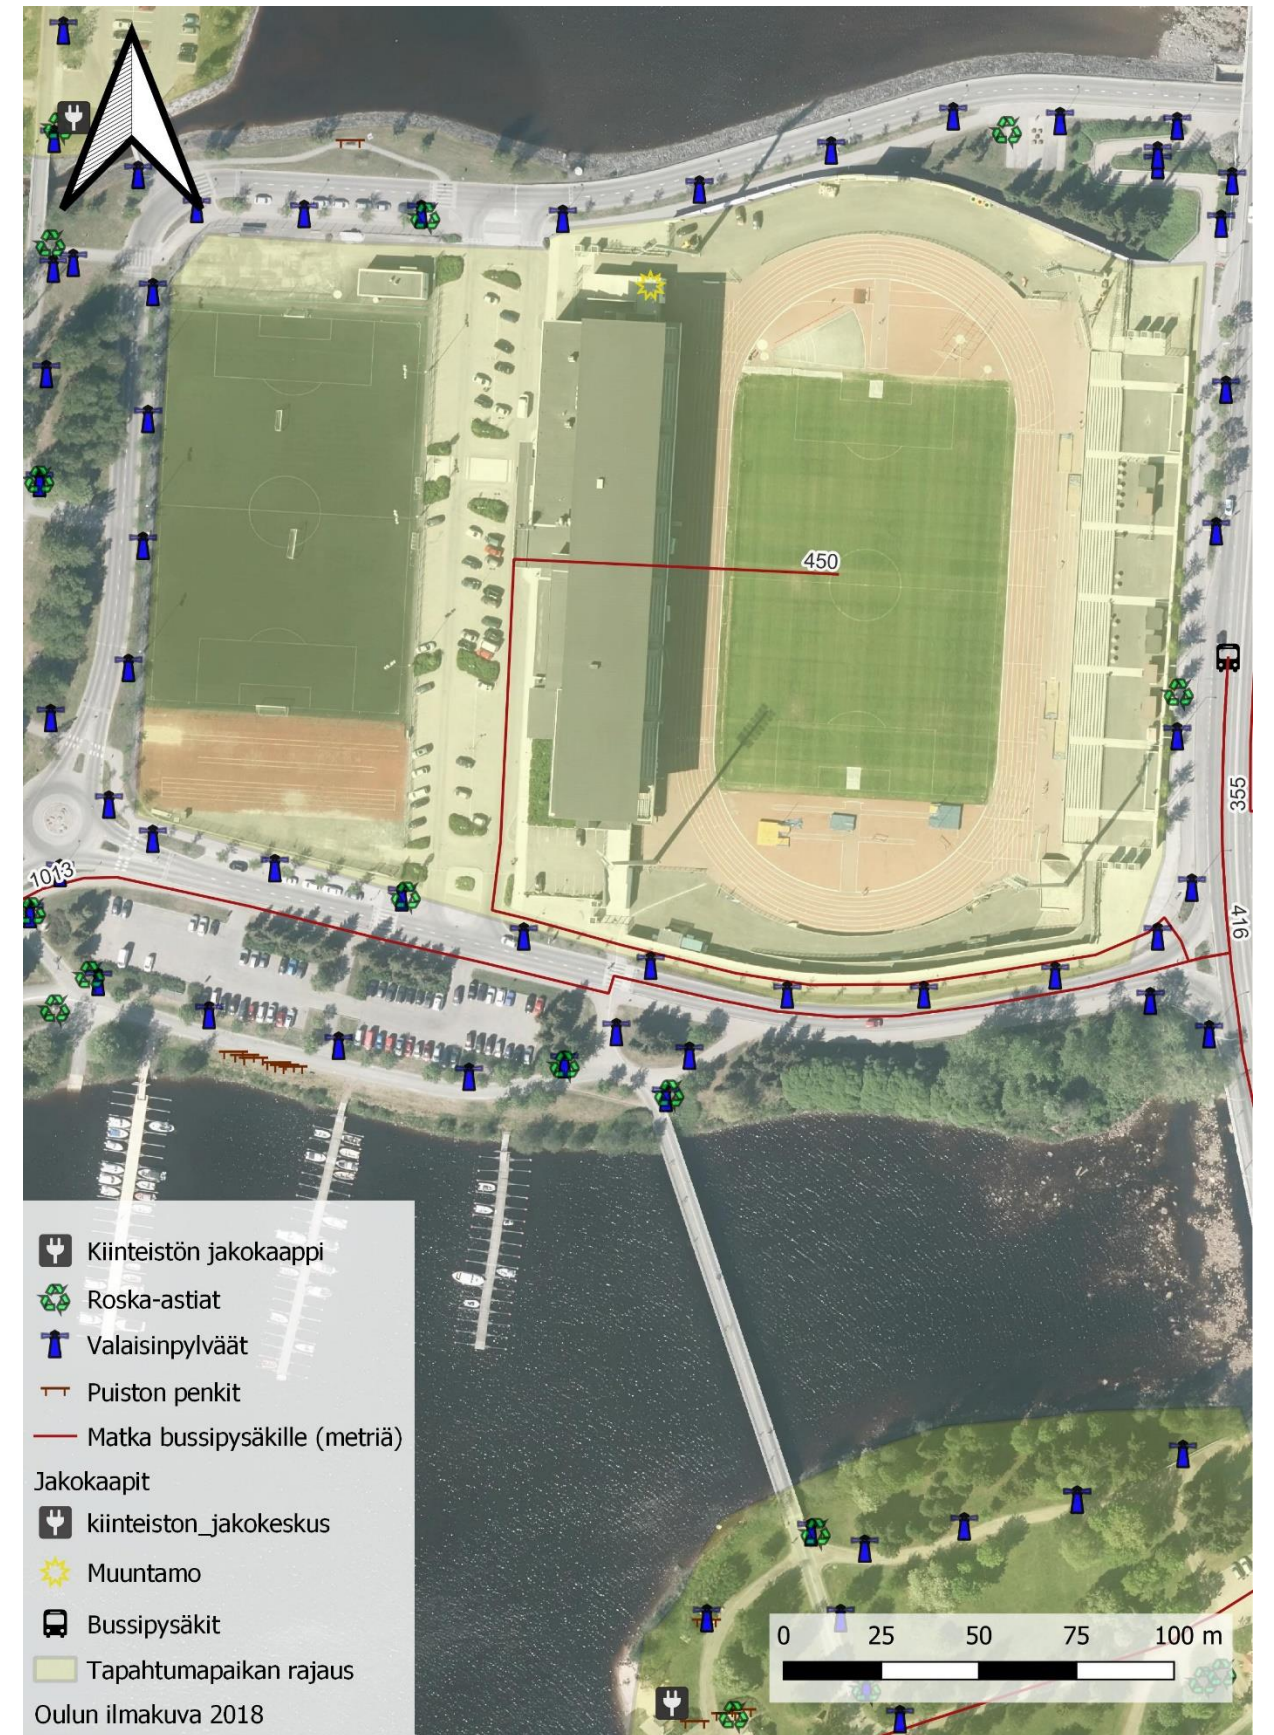 450
355
416
1013
Kiinteistön jakokaappi
Roska-astiat
Valaisinpylväät
Puiston penkit
Matka bussipysäkille (metriä)
Jakokaapit
kiinteiston_jakokeskus
Muuntamo
Bussipysäkit
Tapahtumapaikan rajaus
Oulun ilmakuva 2018
0 25 50 75 100 m